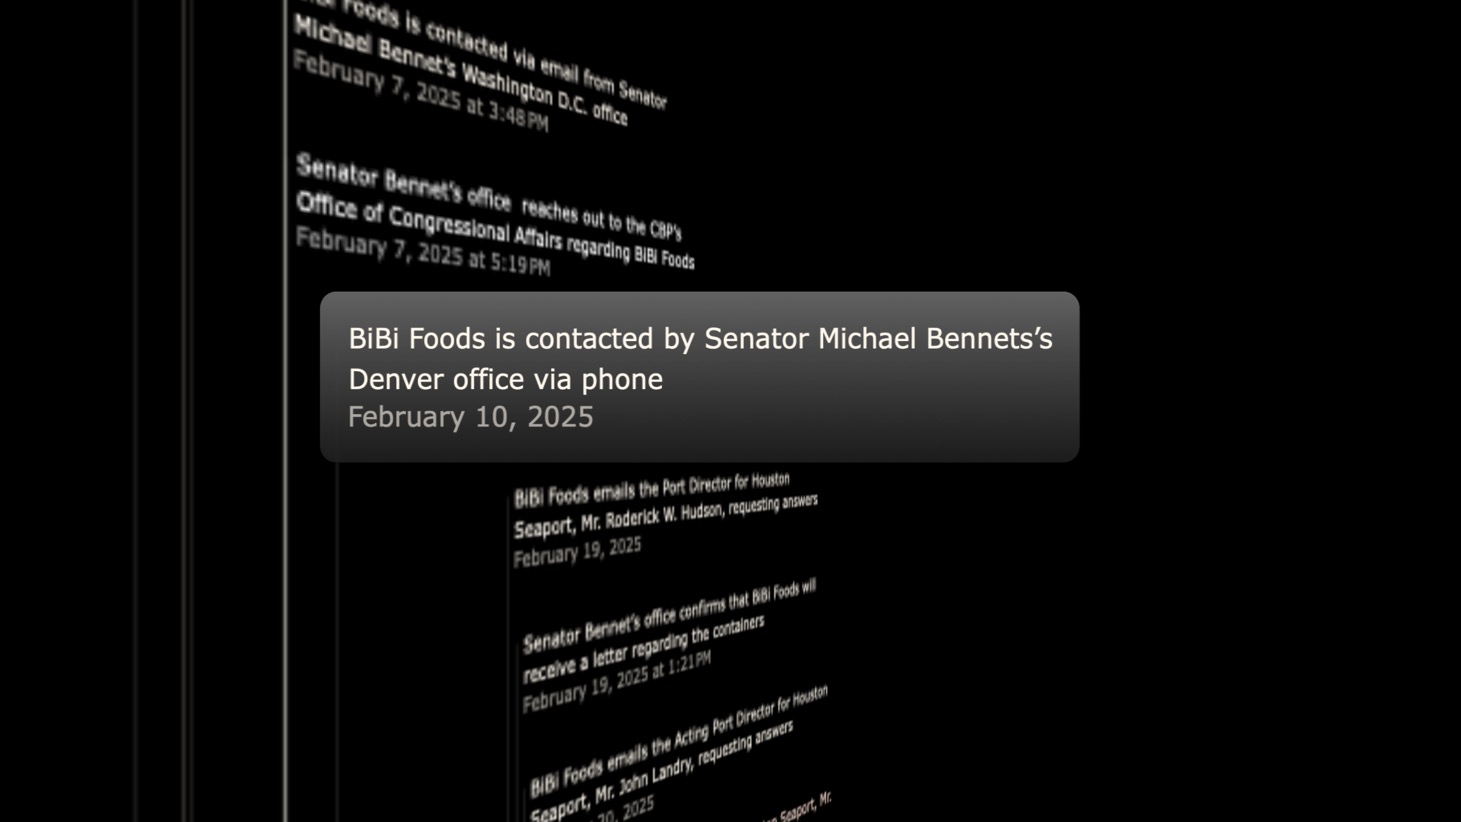 Foods is contacted via email from Senator
Michael Bennet's Washington D.C. office
February 7, 2025 at 3:48PM
Senator Bennet's office reaches out to the CBP's
Office of Congressional Affairs regarding BiBi Foods
February 7, 2025 at 5:19PM
BiBi Foods is contacted by Senator Michael Bennets’s
Denver office via phone
February 10, 2025
BiBi Foods emails the Port Director for Houston
Seaport, Mr. Roderick W. Hudson, requesting answers
February 19, 2025
Senator Bennet's office confirms that BiBi Foods will
receive a letter regarding the containers
February 19, 2025 at 1:21PM
BiBi Foods emails the Acting Port Director for Houston
Seaport, Mr. John Landry, requesting answers
20, 2025
Seaport, Mr.